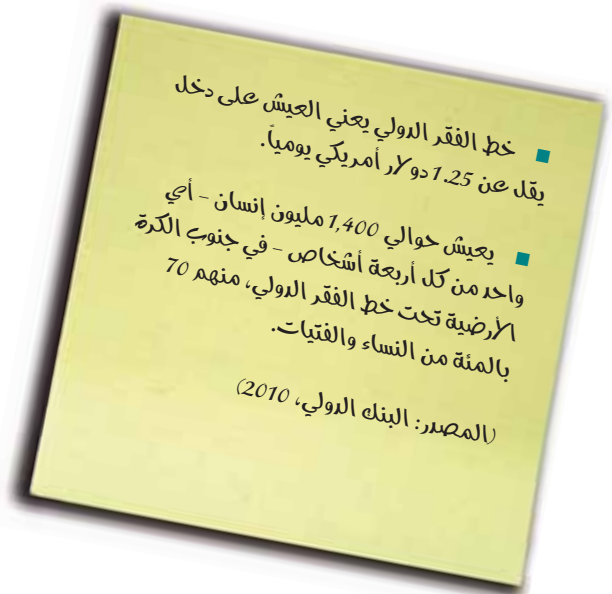 ■ خط الفقر الدولي يعني العيش على دخل
يقل عن 1.25 دولار أمريكي يومياً.
■ يعيش حوالي 1,400 مليون إنسان – أي
واحد من كل أربعة أشخاص – في جنوب الكرة
الأرضية تحت خط الفقر الدولي، منهم 70
بالمئة من النساء والفتيات.
(المصدر: البنك الدولي، 2010)